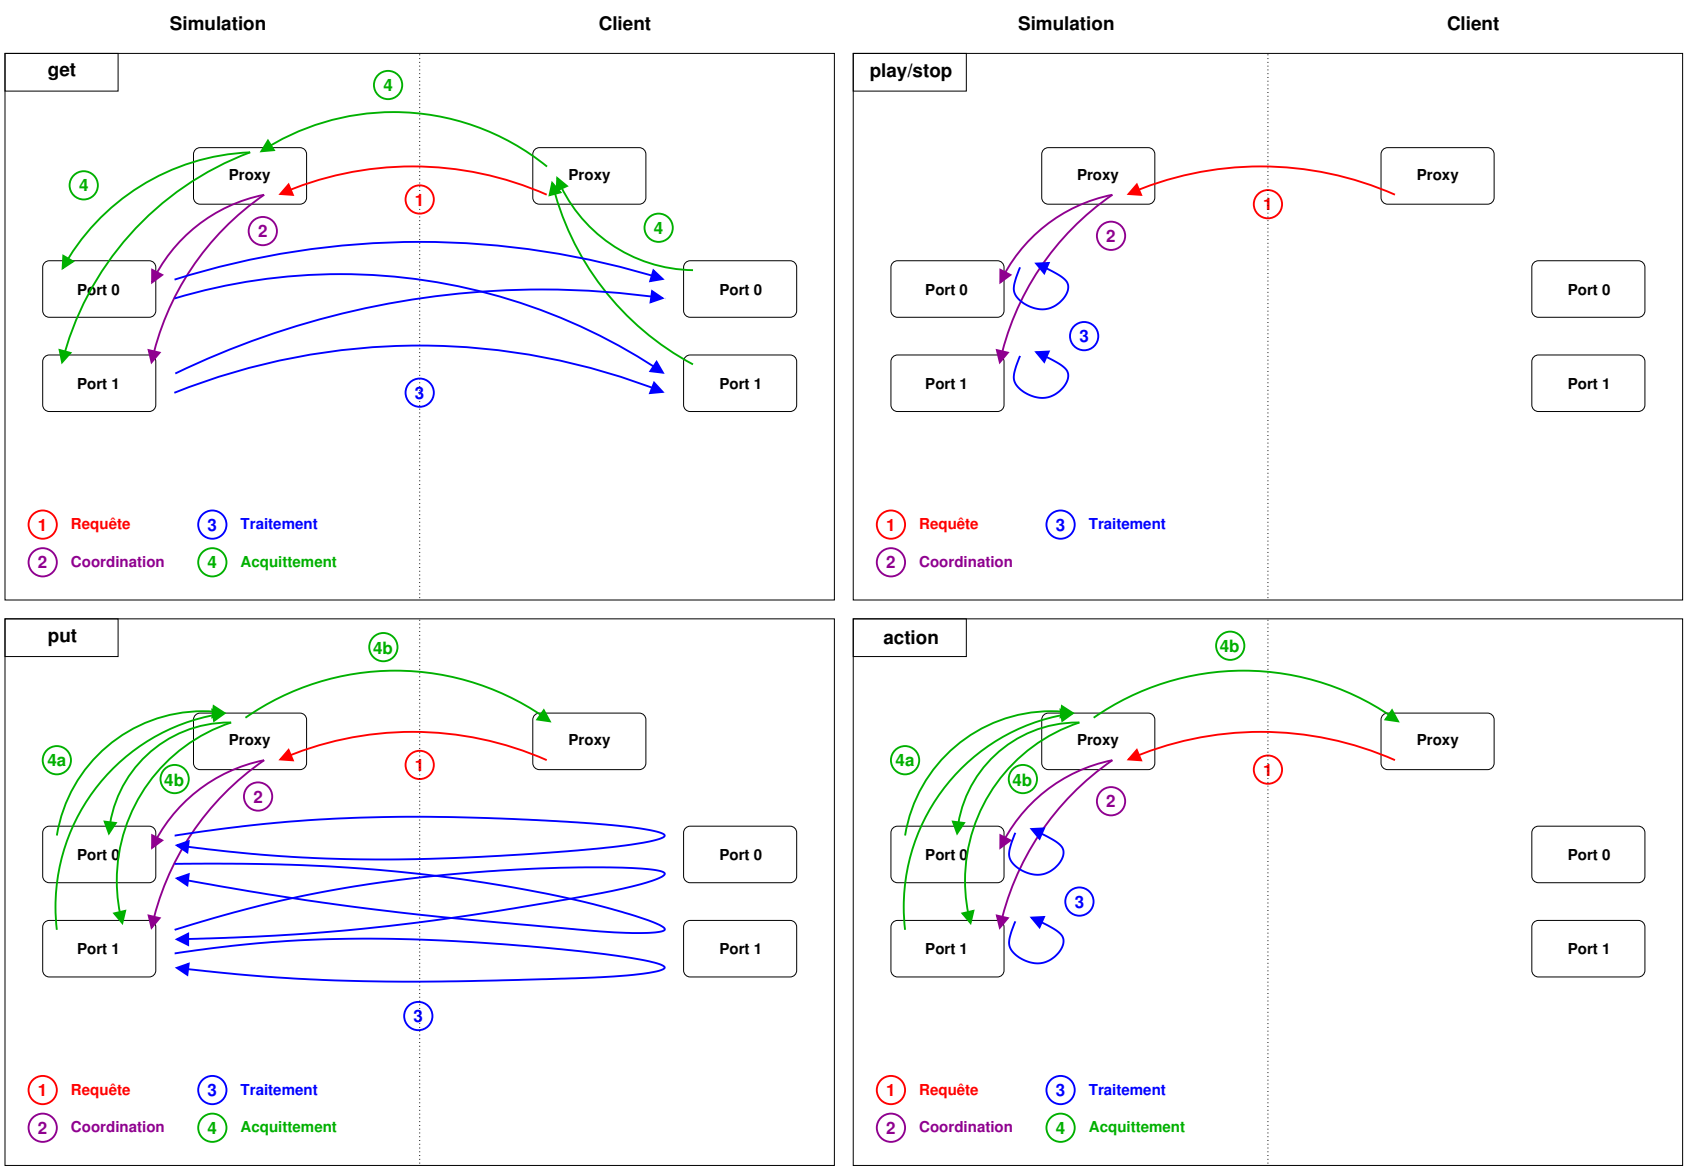 Simulation Client Simulation Client
get
4
4
Proxy Proxy
1
2
4
Port 0 Port 0
Port 1 Port 1
3
1 Requête 3 Traitement
2 Coordination 4 Acquittement
play/stop
Proxy Proxy
1
2
Port 0 Port 0
3
Port 1 Port 1
1 Requête 3 Traitement
2 Coordination
put
4b
Proxy Proxy
4a
1
4b
2
Port 0 Port 0
Port 1 Port 1
3
1 Requête 3 Traitement
2 Coordination 4 Acquittement
action
4b
Proxy Proxy
4a
1
4b
2
Port 0 Port 0
3
Port 1 Port 1
1 Requête 3 Traitement
2 Coordination 4 Acquittement